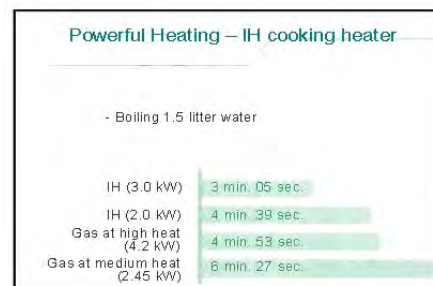 Powerful Heating – IH cooking heater
- Boiling 1.5 litter water
IH (3.0 kW) 3 min. 05 sec.
IH (2.0 kW) 4 min. 39 sec.
Gas at high heat
(4.2 kW) 4 min. 53 sec.
Gas at medium heat
(2.45 kW) 6 min. 27 sec.